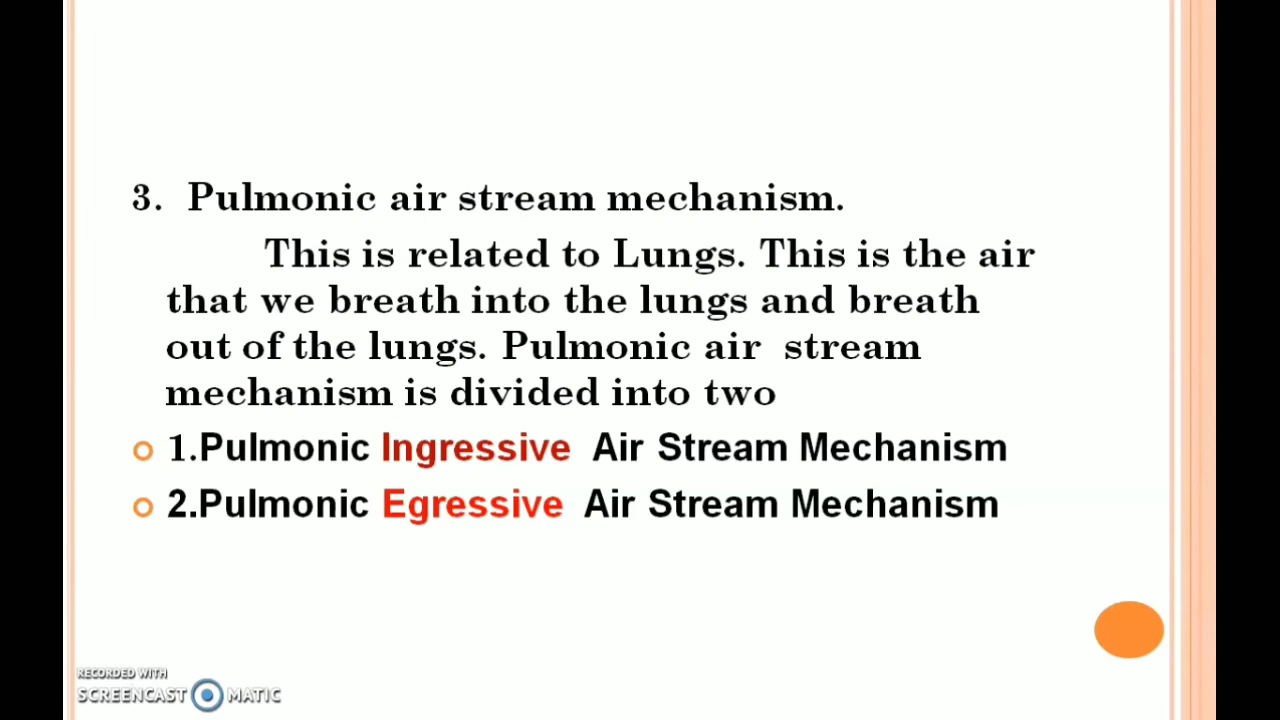 3. Pulmonic air stream mechanism.
This is related to Lungs. This is the air
that we breath into the lungs and breath
out of the lungs. Pulmonic air stream
mechanism is divided into two
1.Pulmonic Ingressive Air Stream Mechanism
2.Pulmonic Egressive Air Stream Mechanism
RECORDED WITH
SCREENCAST MATIC